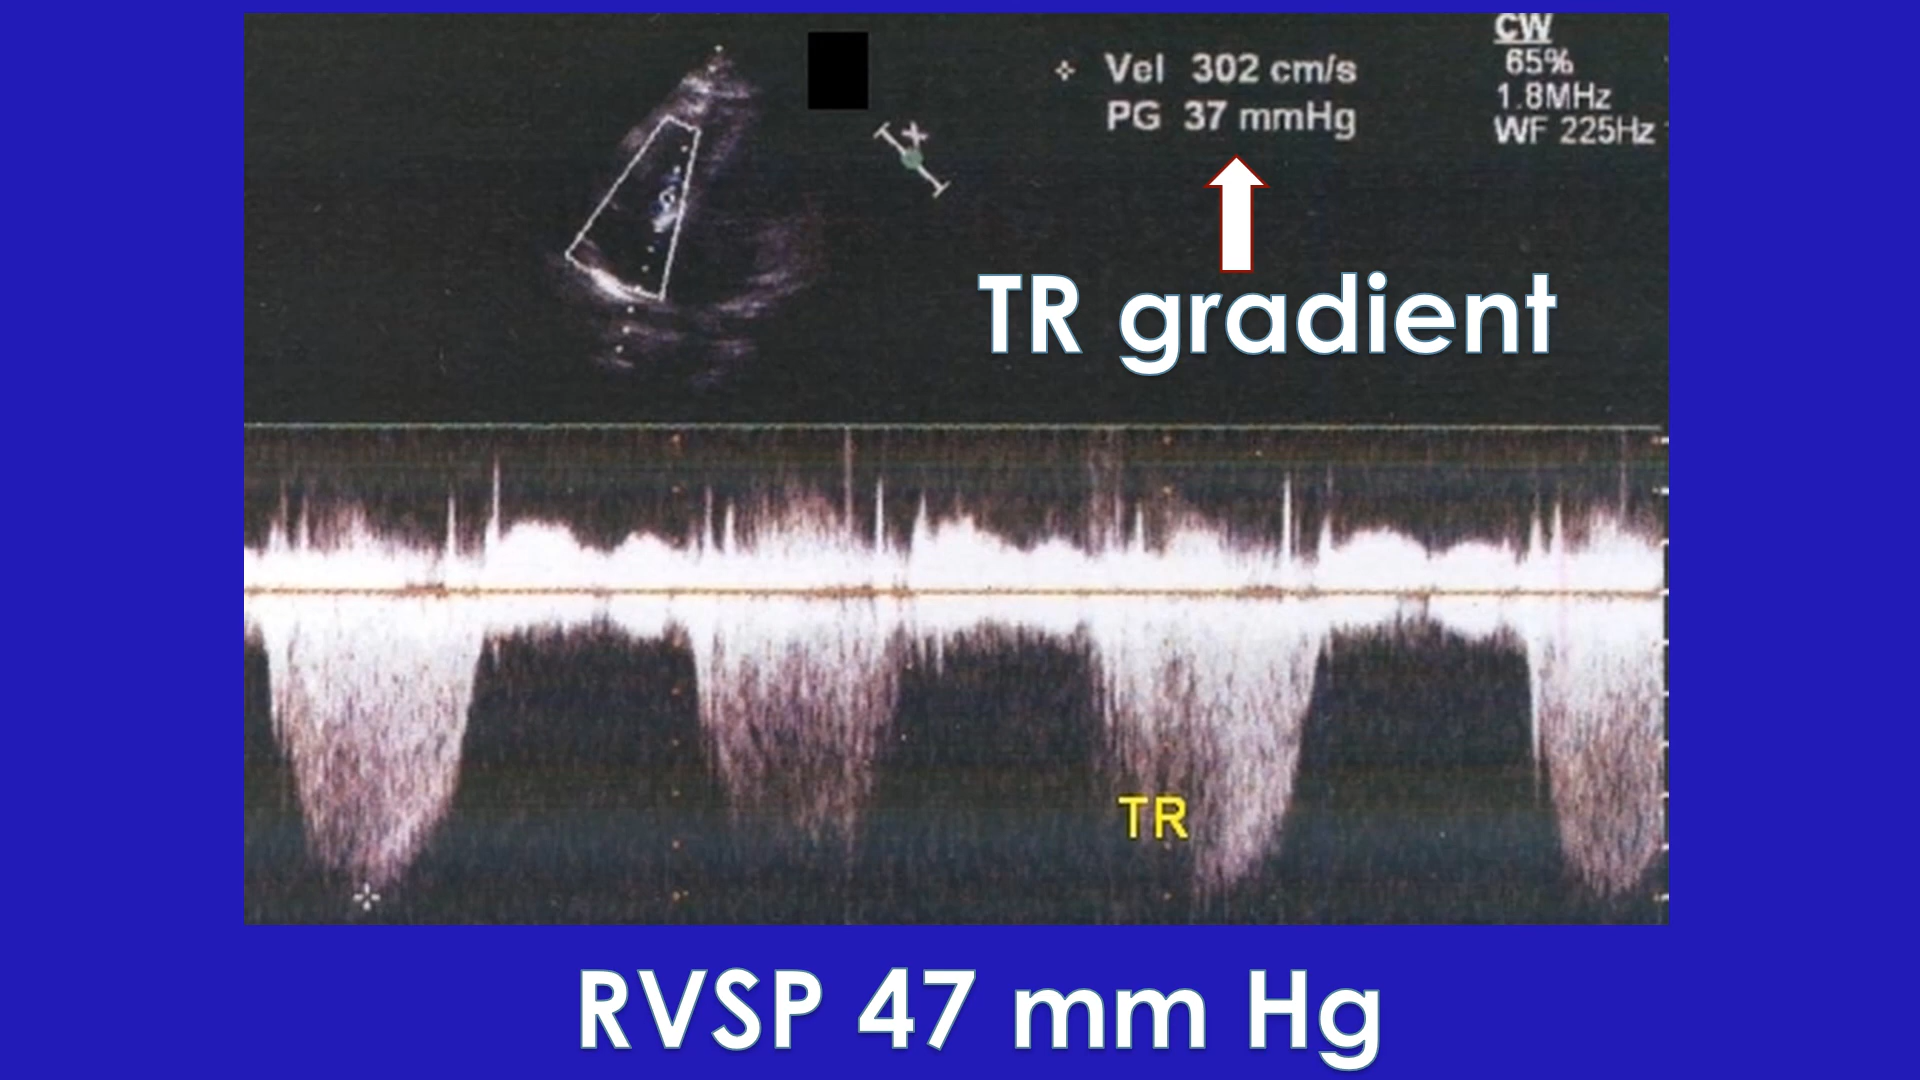 CW
65%
1.8MHz
WF 225Hz
Vel 302 cm/s
PG 37 mmHg
TR gradient
TR
RVSP 47 mm Hg